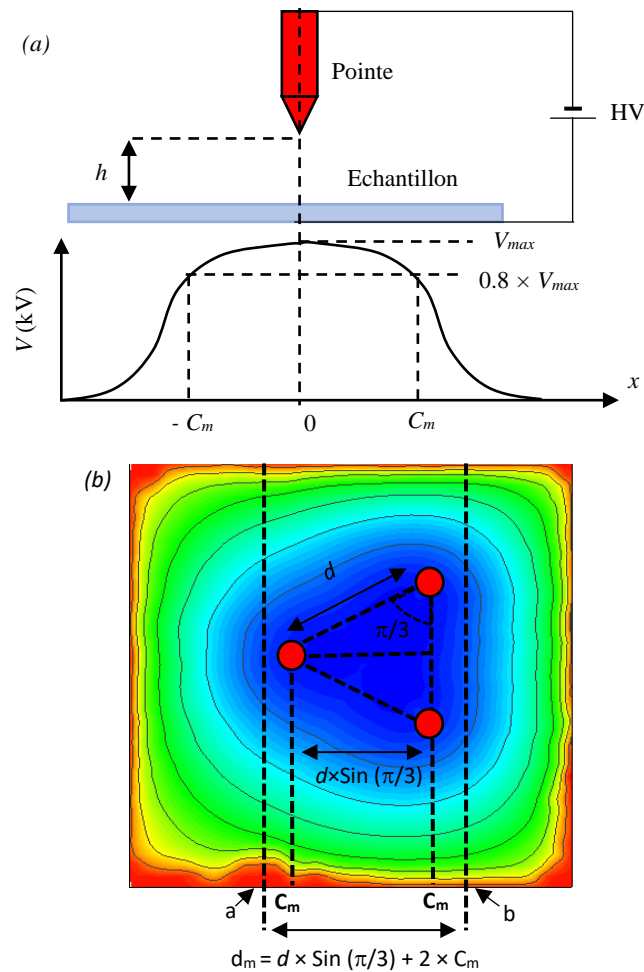 (a)
Pointe
HV
h
Echantillon
Vmax
0.8 × Vmax
V (kV)
x
- Cm
0
Cm
(b)
d
π/3
d×Sin (π/3)
a
Cm
Cm
b
dm = d × Sin (π/3) + 2 × Cm